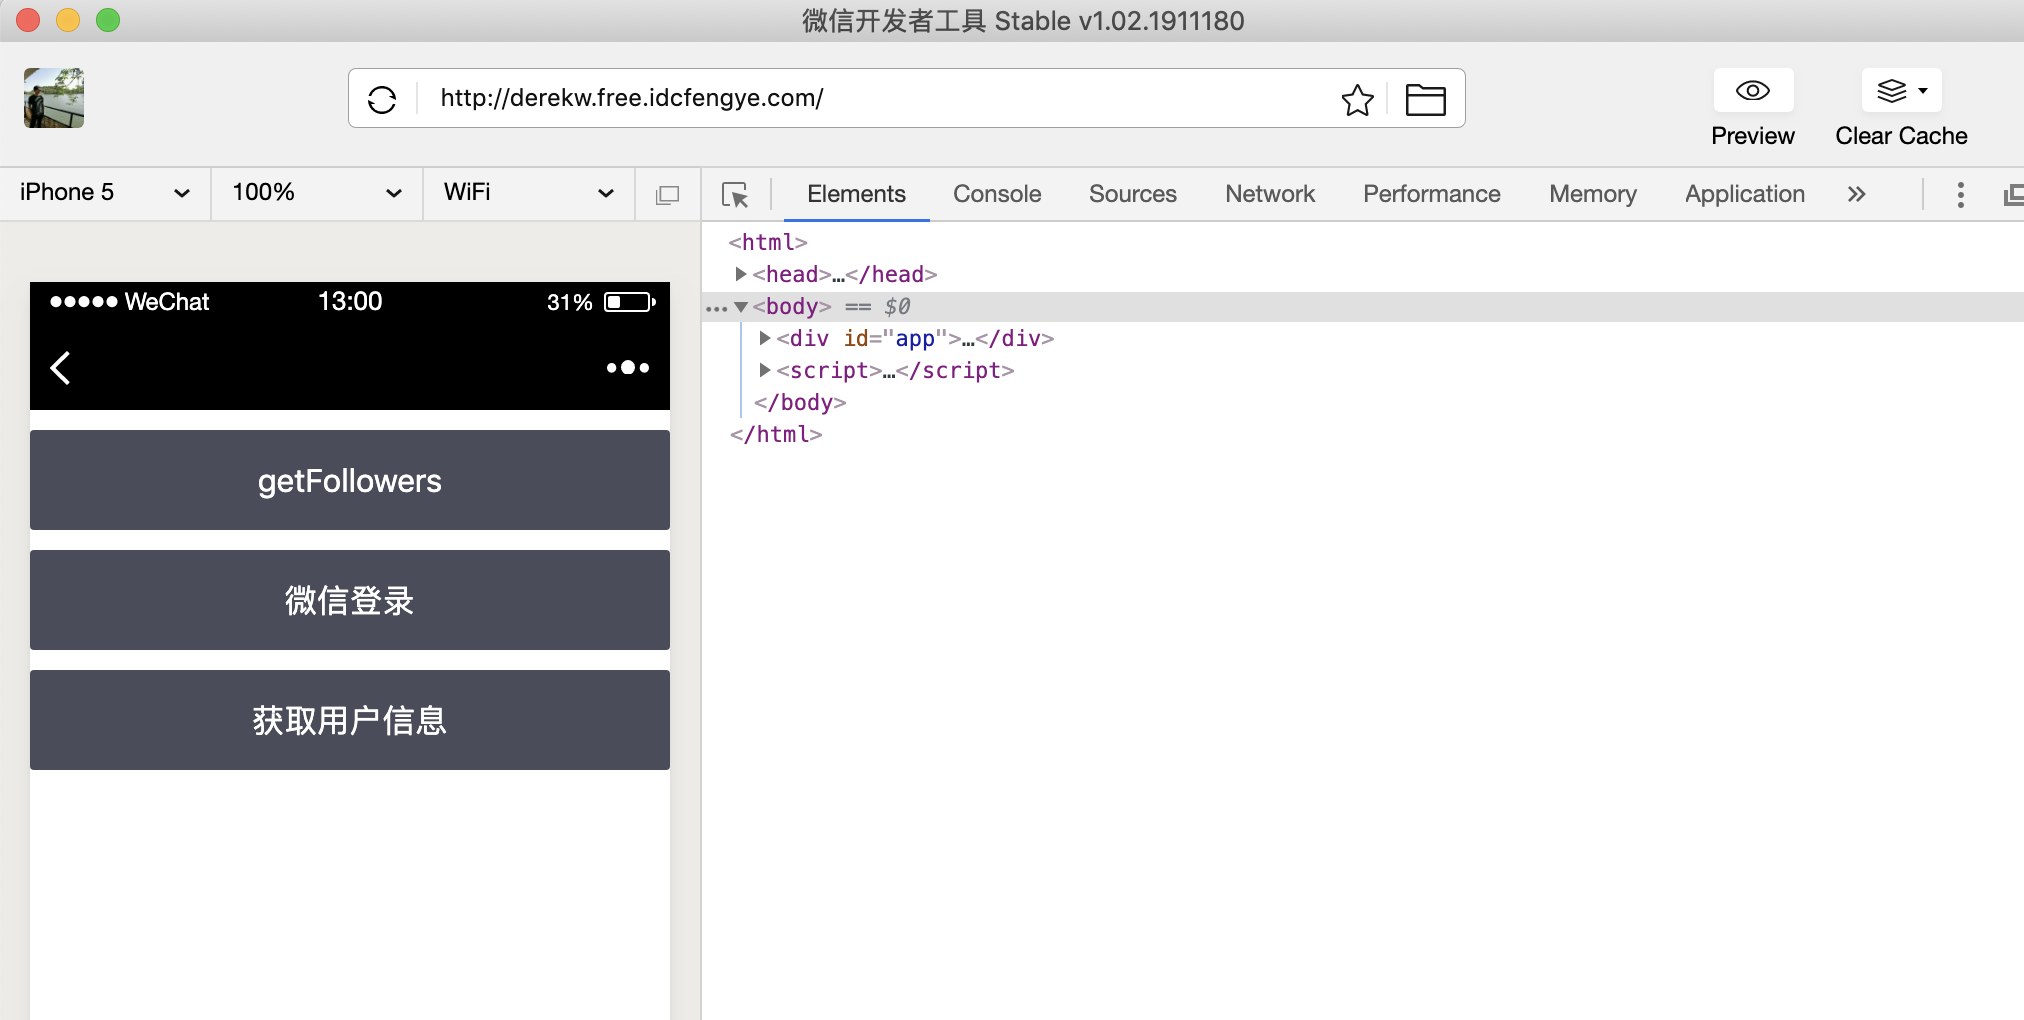 微信开发者工具 Stable v1.02.1911180
http://derekw.free.idcfengye.com/
Preview
Clear Cache
iPhone 5
100%
WiFi
Elements
Console
Sources
Network
Performance
Memory
Application
WeChat
13:00
31%
getFollowers
微信登录
获取用户信息
<html>
<head>…</head>
<body> == $0
<div id="app">…</div>
<script>…</script>
</body>
</html>